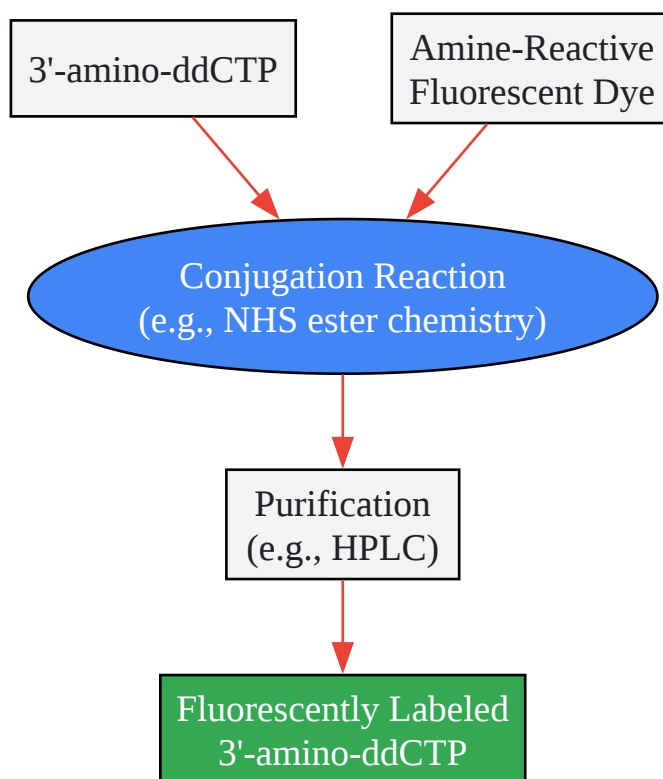 3'-amino-ddCTP
Amine-Reactive
Fluorescent Dye
Conjugation Reaction
(e.g., NHS ester chemistry)
Purification
(e.g., HPLC)
Fluorescently Labeled
3'-amino-ddCTP